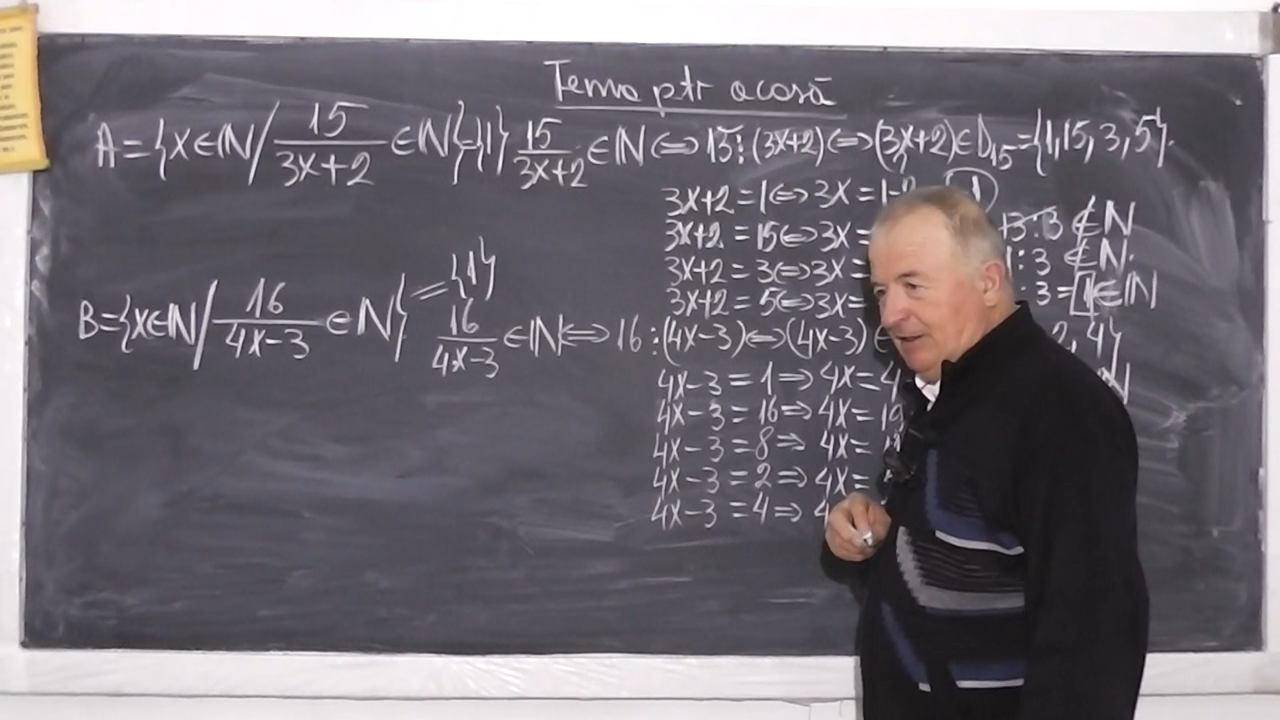 Tema ptr acasă
A={x∈ℕ/ 15/(3x+2) ∈ℕ}={1} 15/(3x+2) ∈ℕ⇔15⋮(3x+2)⇔(3x+2)∈D₁₅={1,15,3,5}.
3x+2=1⇔3x=1-
3x+2=15⇔3x= 13:3∉ℕ
3x+2=3⇔3x= 1:3∉ℕ.
3x+2=5⇔3x= :3=1∈ℕ
B={x∈ℕ/ 16/(4x-3) ∈ℕ}={1} 16/(4x-3) ∈ℕ⇔16⋮(4x-3)⇔(4x-3)∈ 2,4}
4x-3=1⇒4x=4
4x-3=16⇒4x=19
4x-3=8⇒4x=
4x-3=2⇒4x=
4x-3=4⇒4